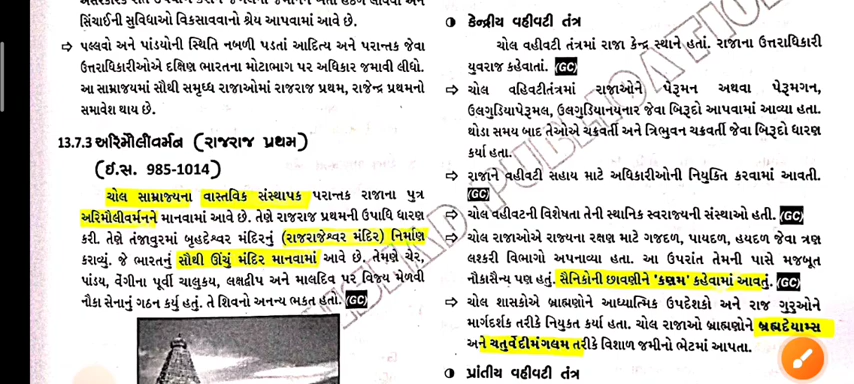 સિંચાઈની સુવિધાઓ વિકસાવવાનો શ્રેય આપવામાં આવે છે.
⇨ પલ્લવો અને પાંડયોની સ્થિતિ નબળી પડતાં આદિત્ય અને પરાન્તક જેવા
ઉત્તરાધિકારીઓએ દક્ષિણ ભારતના મોટાભાગ પર અધિકાર જમાવી લીધો.
આ સામ્રાજયમાં સૌથી સમૃધ્ધ રાજાઓમાં રાજરાજ પ્રથમ, રાજેન્દ્ર પ્રથમનો
સમાવેશ થાય છે.
13.7.3 અરિમૌલીવર્મન (રાજરાજ પ્રથમ)
(ઈ.સ. 985-1014)
ચોલ સામ્રાજ્યના વાસ્તવિક સંસ્થાપક પરાન્તક રાજાના પુત્ર
અરિમૌલીવર્મનને માનવામાં આવે છે. તેણે રાજરાજ પ્રથમની ઉપાધિ ધારણ
કરી. તેણે તંજાવુરમાં બૃહદેશ્વર મંદિરનું (રાજરાજેશ્વર મંદિર) નિર્માણ
કરાવ્યું. જે ભારતનું સૌથી ઊંચું મંદિર માનવામાં આવે છે. તેમણે ચેર,
પાંડય, વેંગીના પૂર્વી ચાલુકય, લક્ષદ્વીપ અને માલદિવ પર વિજય મેળવી
નૌકા સેનાનું ગઠન કર્યુ હતું. તે શિવનો અનન્ય ભકત હતો. (GC)
કેન્દ્રીય વહીવટી તંત્ર
ચોલ વહીવટી તંત્રમાં રાજા કેન્દ્ર સ્થાને હતાં. રાજાના ઉત્તરાધિકારી
યુવરાજ કહેવાતાં. (GC)
⇨ ચોલ વહિવટીતંત્રમાં રાજાઓને પેરૂમન અથવા પેરૂમગન,
ઉલગુડિયાપેરૂમલ, ઉલગુડિયાનયનાર જેવા બિરૂદો આપવામાં આવ્યા હતા.
થોડા સમય બાદ તેઓએ ચક્રવર્તી અને ત્રિભુવન ચક્રવર્તી જેવા બિરૂદો ધારણ
કર્યા હતા.
⇨ રાજાને વહીવટી સહાય માટે અધિકારીઓની નિયુક્તિ કરવામાં આવતી.
(GC)
⇨ ચોલ વહીવટની વિશેષતા તેની સ્થાનિક સ્વરાજયની સંસ્થાઓ હતી. (GC)
⇨ ચોલ રાજાઓએ રાજ્યના રક્ષણ માટે ગજદળ, પાયદળ, હયદળ જેવા ત્રણ
લશ્કરી વિભાગો અપનાવ્યા હતા. આ ઉપરાંત તેમની પાસે મજબૂત
નૌકાસૈન્ય પણ હતું. સૈનિકોની છાવણીને 'કણમ' કહેવામાં આવતું. (GC)
⇨ ચોલ શાસકોએ બ્રાહ્મણોને આધ્યાત્મિક ઉપદેશકો અને રાજ ગુરુઓને
માર્ગદર્શક તરીકે નિયુકત કર્યા હતા. ચોલ રાજાઓ બ્રાહ્મણોને બ્રહ્મદેયામ્સ
અને ચતુર્વેદીમંગલમ તરીકે વિશાળ જમીનો ભેટમાં આપતા.
પ્રાંતીય વહીવટી તંત્ર